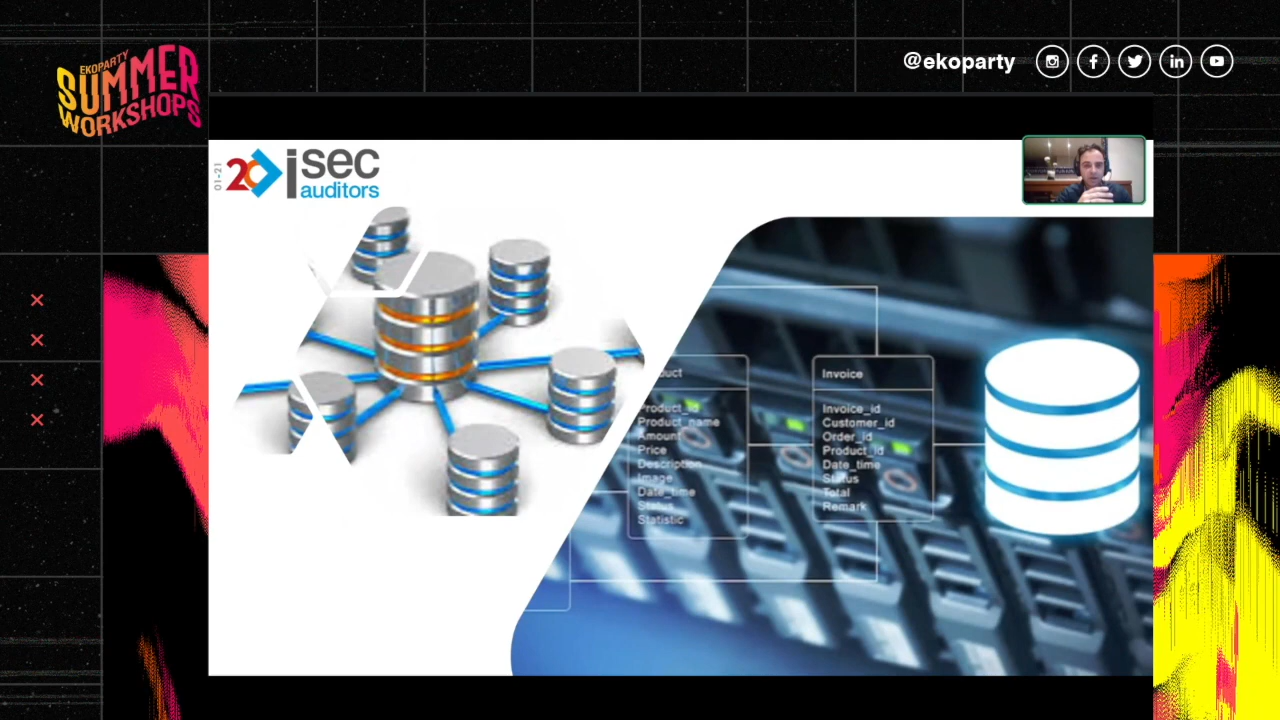 EKOPARTY
SUMMER
WORKSHOPS
@ekoparty
01-21
20
isec
auditors
Product_id
Product_name
Amount
Price
Description
Image
Date_time
Status
Statistic
Invoice
Invoice_id
Customer_id
Order_id
Product_id
Date_time
Status
Total
Remark